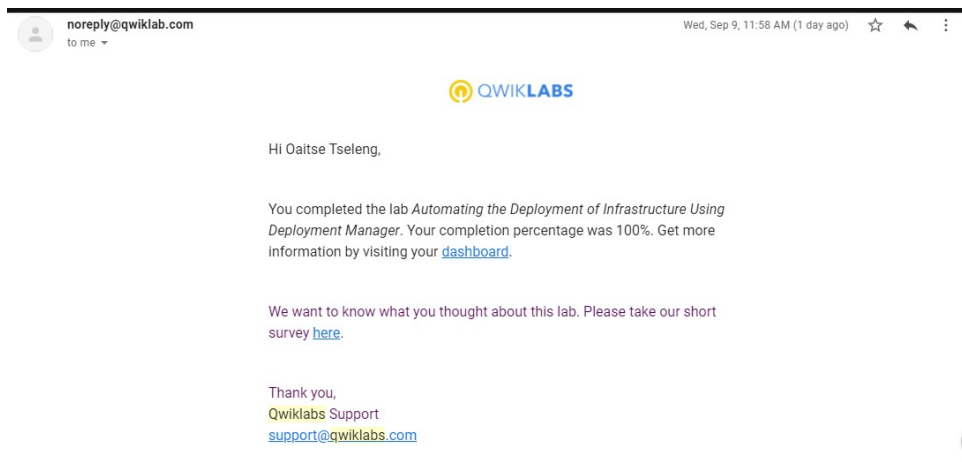 noreply@qwiklab.com
Wed, Sep 9, 11:58 AM (1 day ago)
to me
QWIKLABS
Hi Oaitse Tseleng,
You completed the lab Automating the Deployment of Infrastructure Using
Deployment Manager. Your completion percentage was 100%. Get more
information by visiting your dashboard.
We want to know what you thought about this lab. Please take our short
survey here.
Thank you,
Qwiklabs Support
support@qwiklabs.com